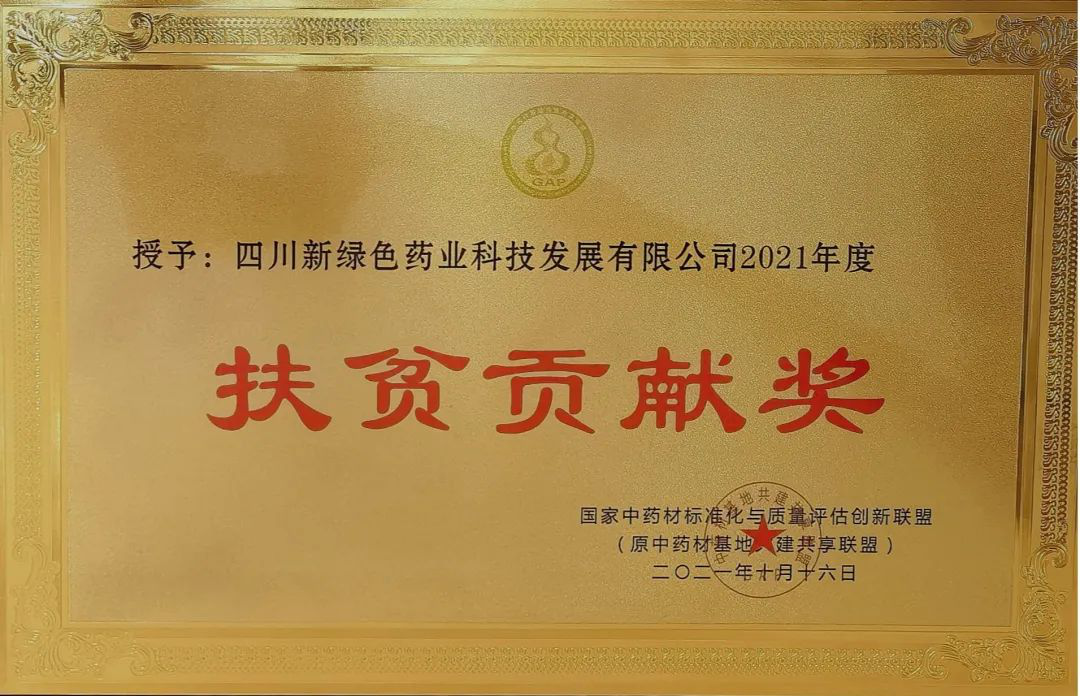 GAP
授予：四川新绿色药业科技发展有限公司2021年度
扶贫贡献奖
国家中药材标准化与质量评估创新联盟
（原中药材基地共建共享联盟）
二〇二一年十月十六日